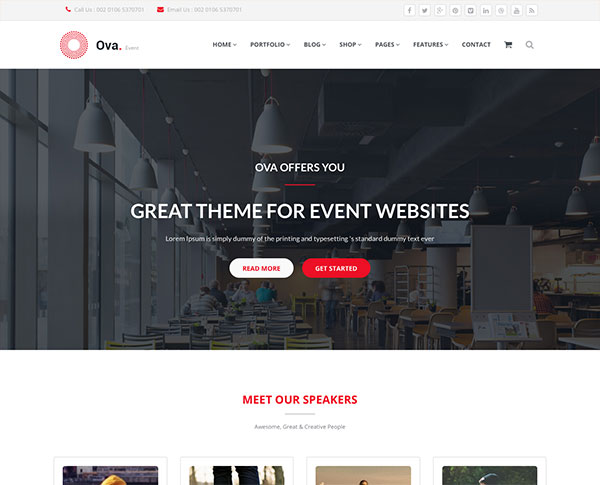 Call Us : 002 0106 5370701 Email Us : 002 0106 5370701
Ova. Event
HOME PORTFOLIO BLOG SHOP PAGES FEATURES CONTACT
OVA OFFERS YOU
GREAT THEME FOR EVENT WEBSITES
Lorem Ipsum is simply dummy of the printing and typesetting 's standard dummy text ever
READ MORE GET STARTED
MEET OUR SPEAKERS
Awesome, Great & Creative People